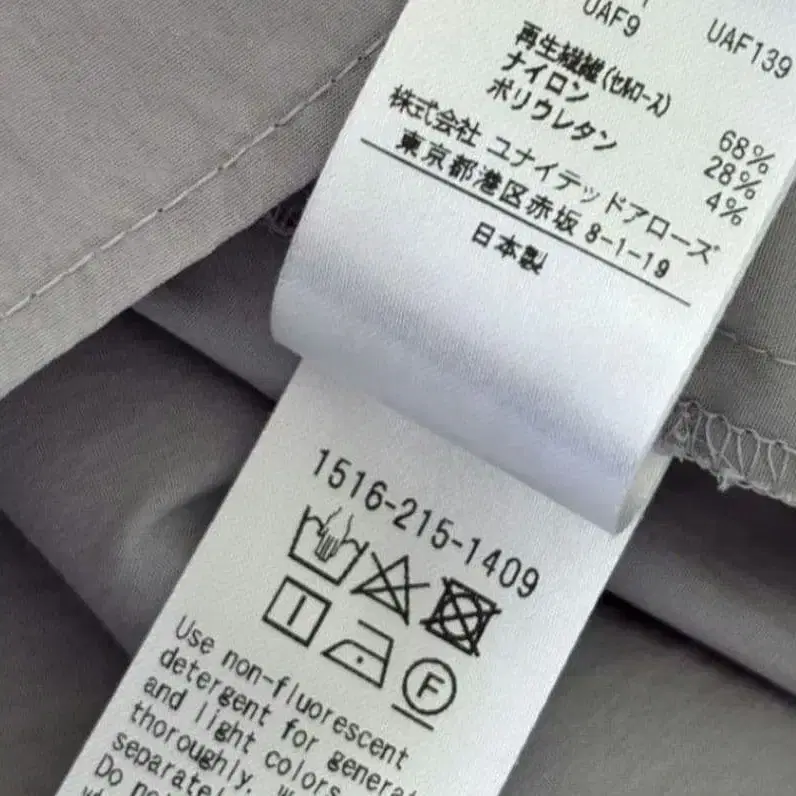 UAF9 UAF139
再生繊維(セルロース) 68%
ナイロン 28%
ポリウレタン 4%
株式会社 ユナイテッドアローズ
東京都港区赤坂 8-1-19
日本製
1516-215-1409
F
Use non-fluorescent
detergent for
and light colors
thoroughly.
Do